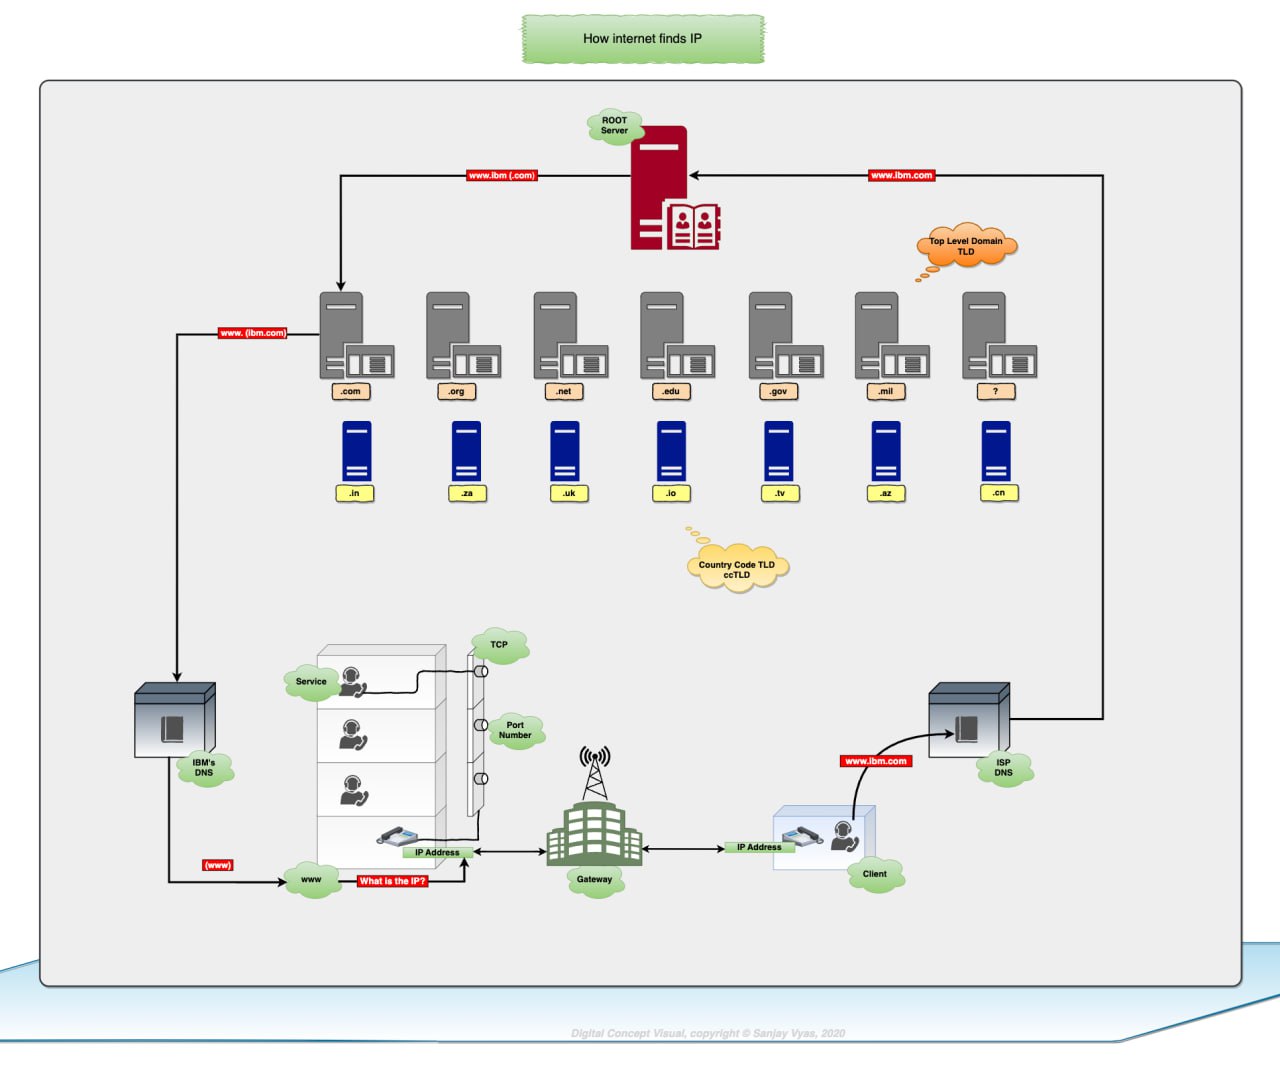 How internet finds IP
ROOT
Server
www.ibm (.com)
www.ibm.com
Top Level Domain
TLD
www. (ibm.com)
.com
.org
.net
.edu
.gov
.mil
?
.in
.za
.uk
.io
.tv
.az
.cn
Country Code TLD
ccTLD
TCP
Service
Port
Number
IBM's
DNS
www.ibm.com
ISP
DNS
IP Address
IP Address
(www)
www
What is the IP?
Gateway
Client
Digital Concept Visual, copyright © Sanjay Vyas, 2020